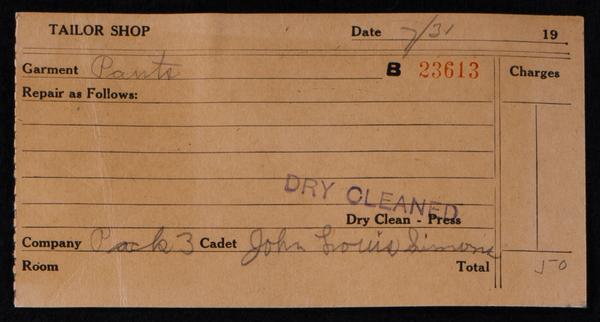 TAILOR SHOP Date 7/31 19
Garment Pants B 23613 Charges
Repair as Follows:
DRY CLEANED
Dry Clean - Press
Company Pack 3 Cadet John Louis Simons
Room Total 50